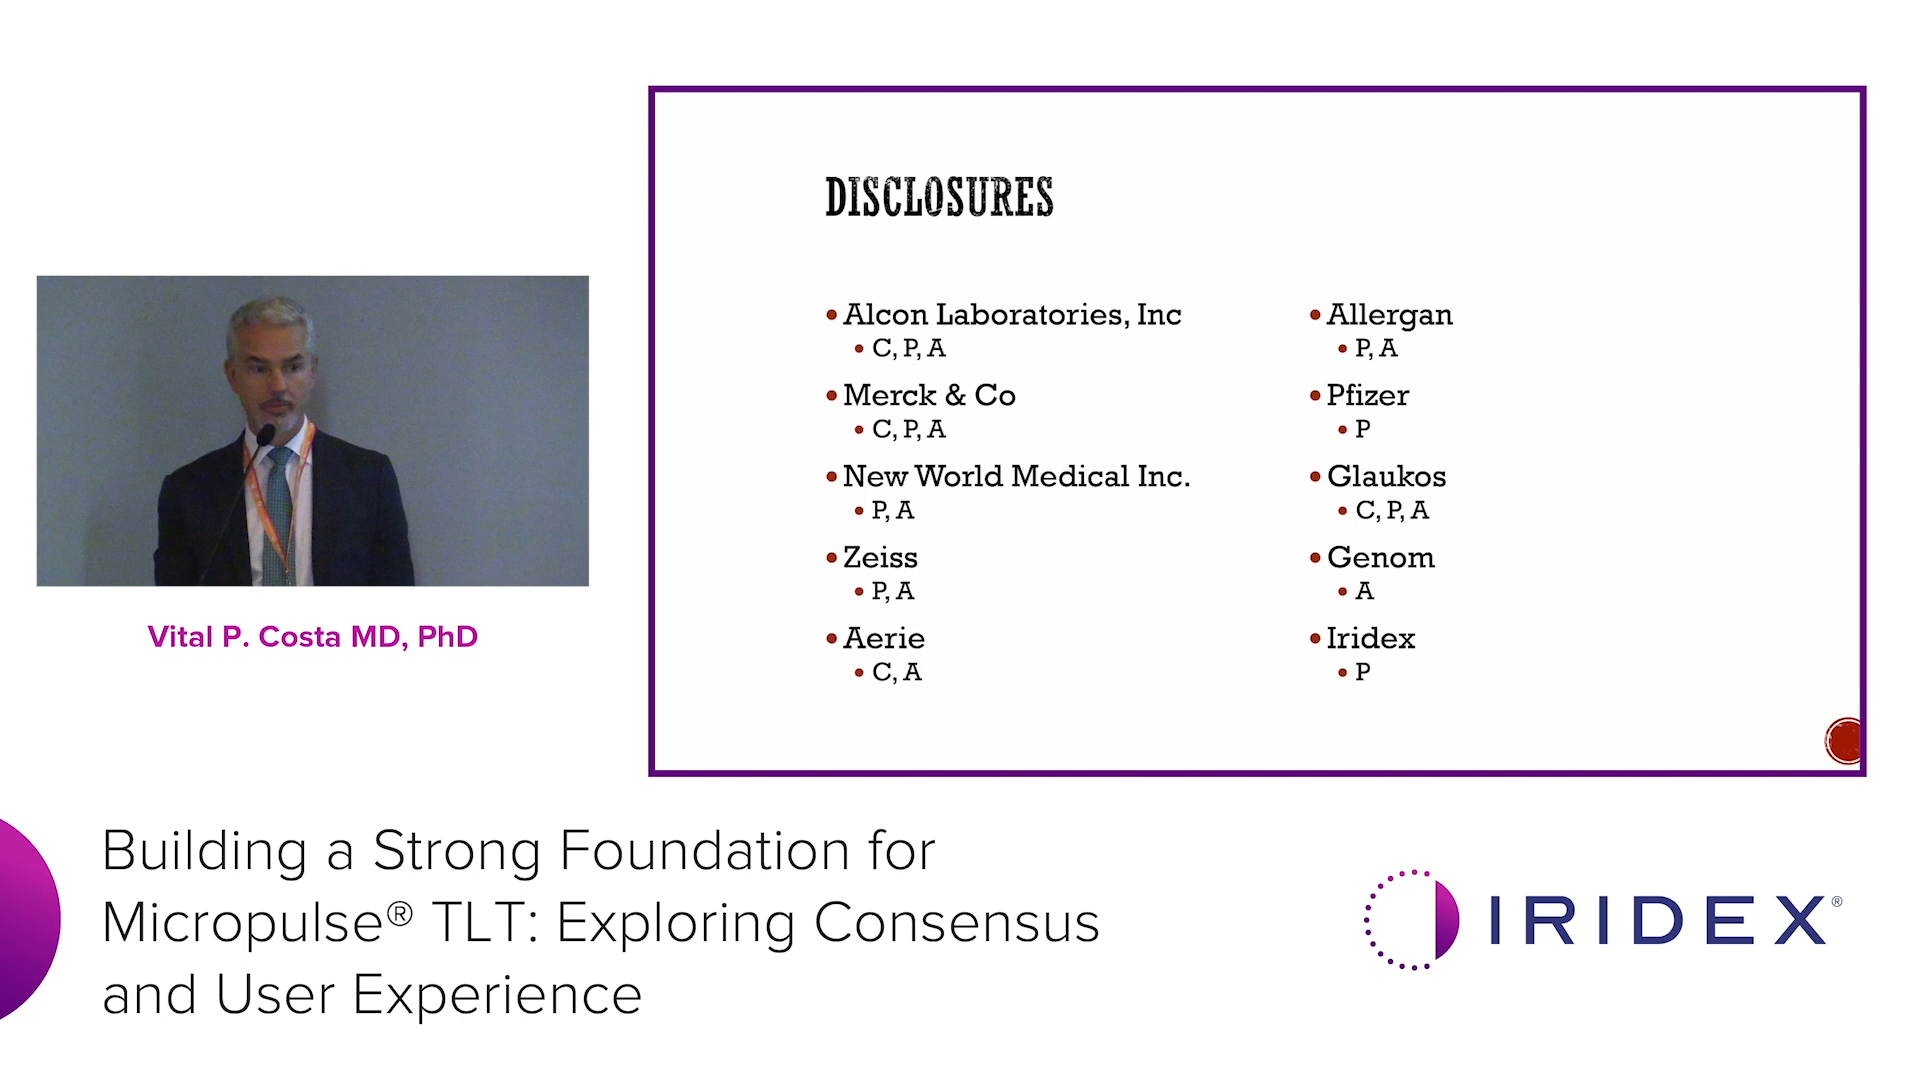 DISCLOSURES
• Alcon Laboratories, Inc
• C, P, A
• Merck & Co
• C, P, A
• New World Medical Inc.
• P, A
• Zeiss
• P, A
• Aerie
• C, A
• Allergan
• P, A
• Pfizer
• P
• Glaukos
• C, P, A
• Genom
• A
• Iridex
• P
Vital P. Costa MD, PhD
Building a Strong Foundation for
Micropulse® TLT: Exploring Consensus
and User Experience
IRIDEX®